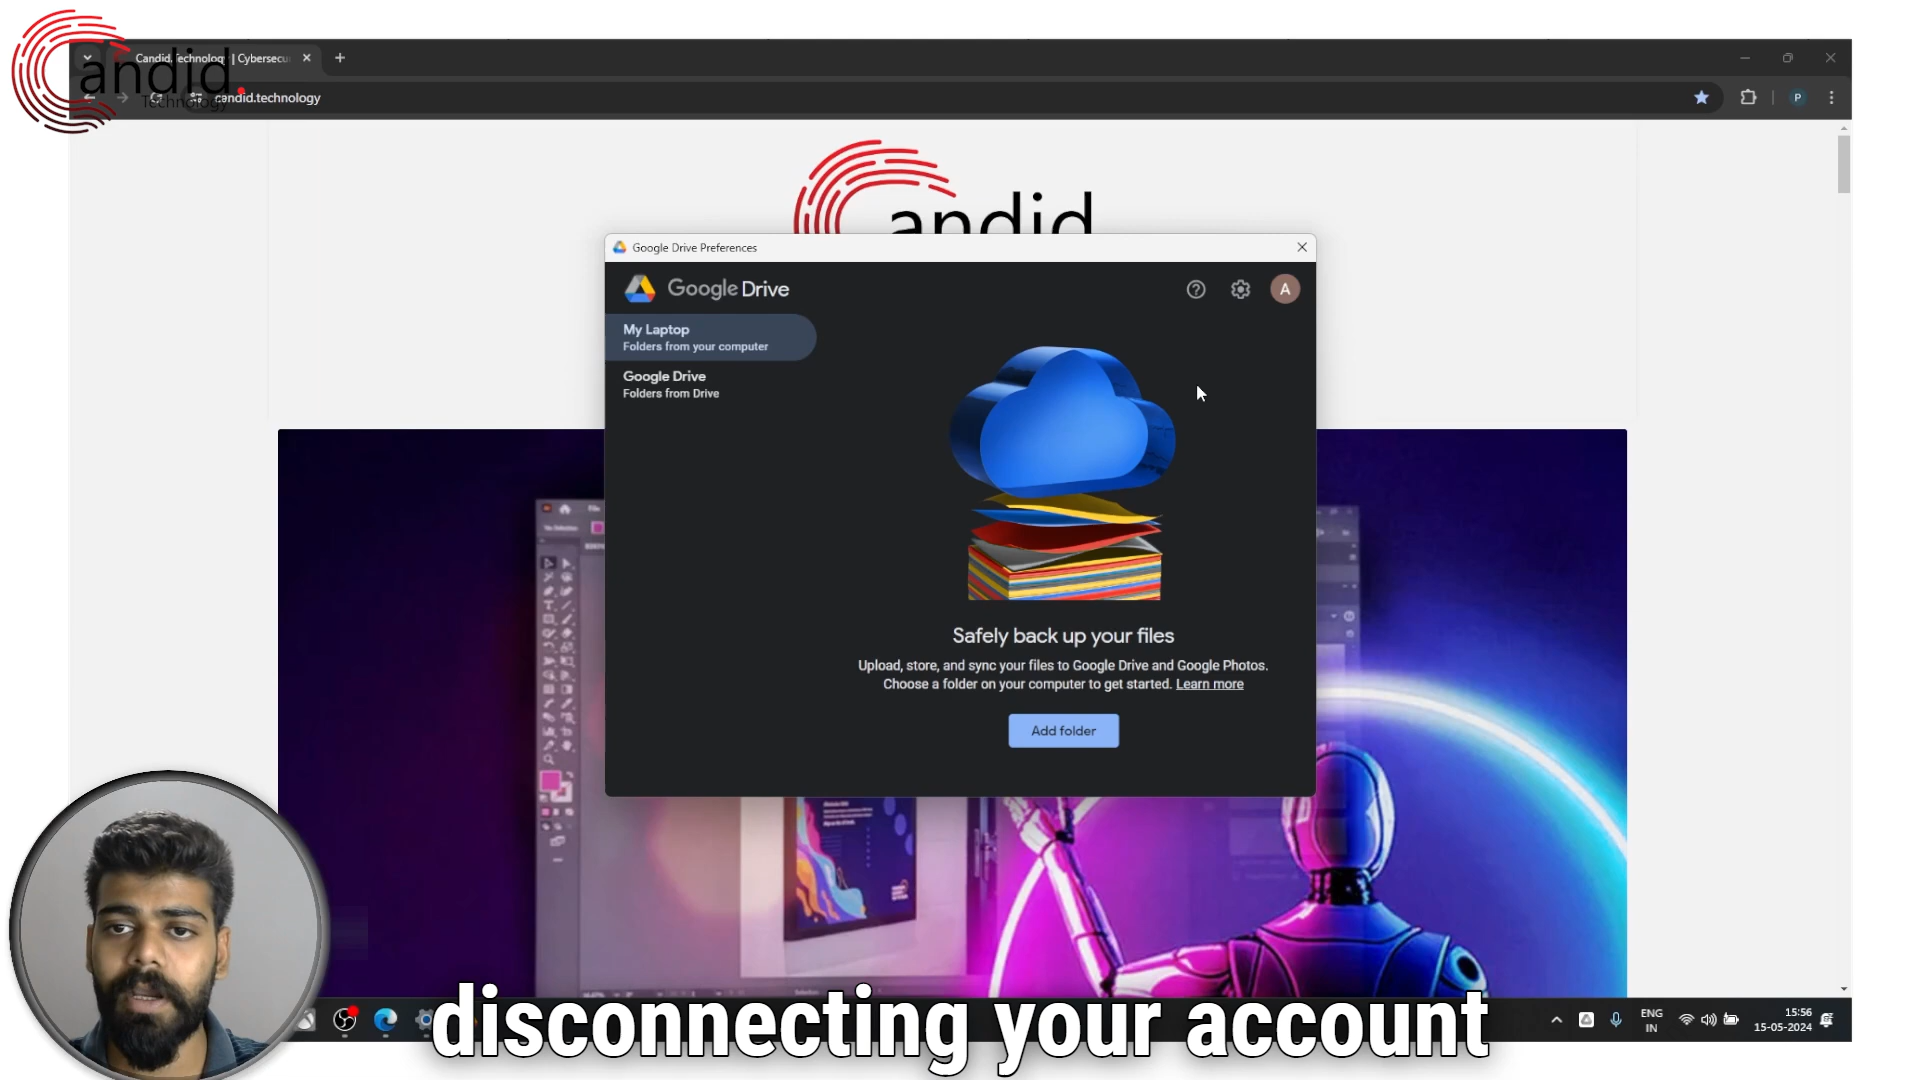 andid.
Technology
Candid.Technology | Cybersecu
candid.technology
P
andid
Google Drive Preferences
Google Drive
A
My Laptop
Folders from your computer
Google Drive
Folders from Drive
Safely back up your files
Upload, store, and sync your files to Google Drive and Google Photos.
Choose a folder on your computer to get started. Learn more
Add folder
disconnecting your account
ENG
IN
15:56
15-05-2024